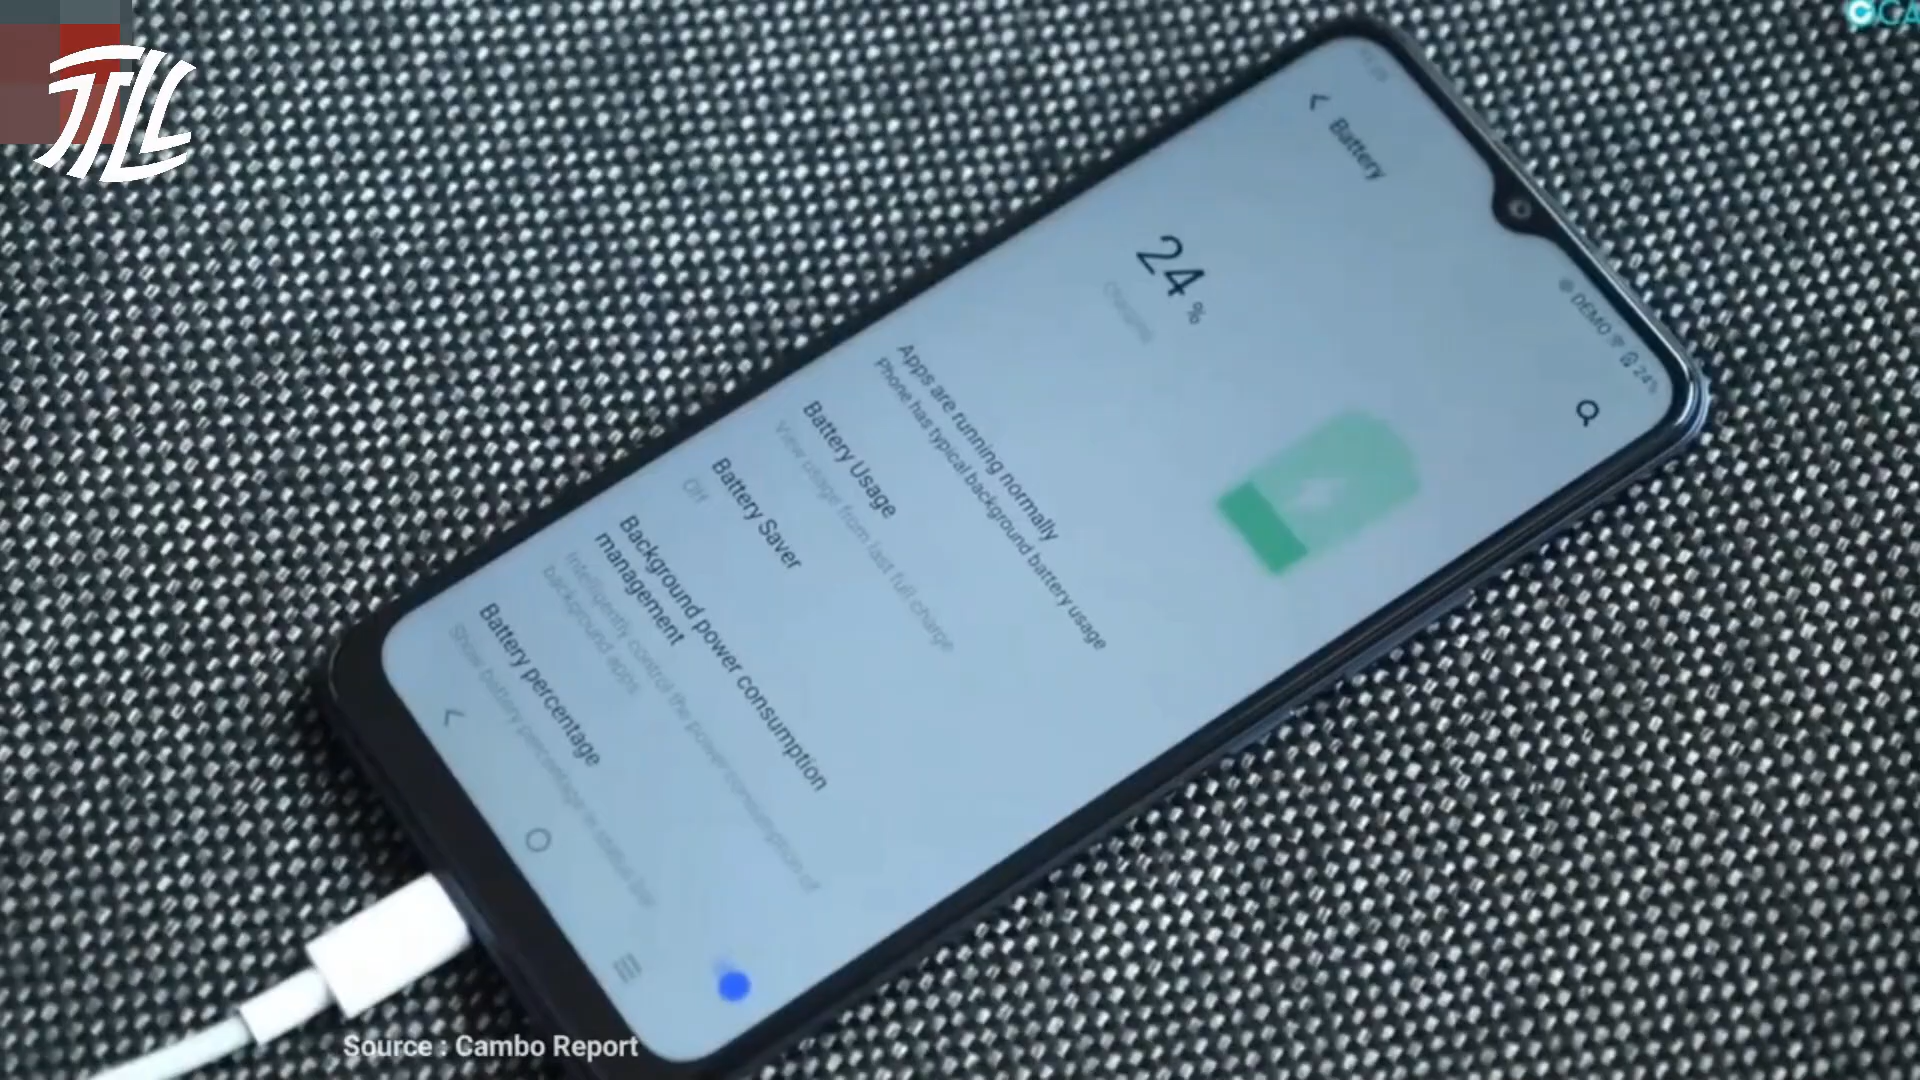 TTL
CA
Battery
DEMO 24%
24 %
Charging
Apps are running normally
Phone has typical background battery usage
Battery Usage
View usage from last full charge
Battery Saver
Off
Background power consumption
management
Intelligently control the power consumption of
background apps
Battery percentage
Show battery percentage in status bar
Source : Cambo Report